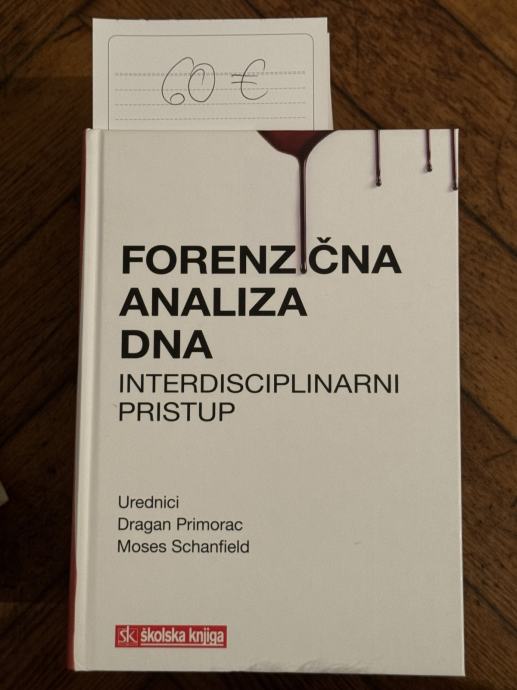 60 €
FORENZIČNA
ANALIZA
DNA
INTERDISCIPLINARNI
PRISTUP
Urednici
Dragan Primorac
Moses Schanfield
sk školska knjiga